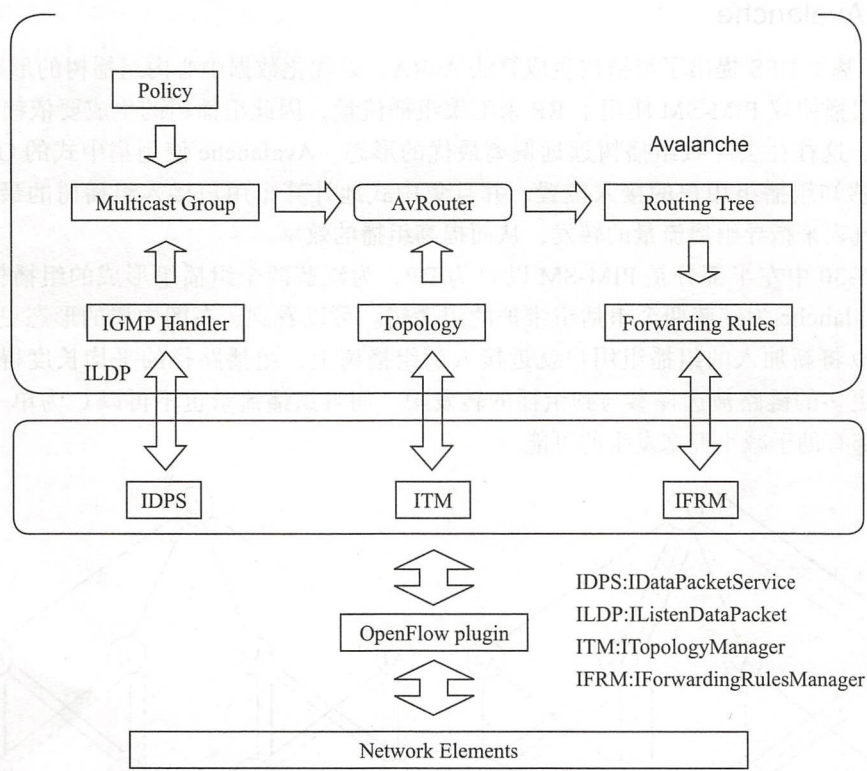 Policy
Avalanche
Multicast Group
AvRouter
Routing Tree
IGMP Handler
Topology
Forwarding Rules
ILDP
IDPS
ITM
IFRM
IDPS:IDataPacketService
ILDP:IListenDataPacket
OpenFlow plugin
ITM:ITopologyManager
IFRM:IForwardingRulesManager
Network Elements